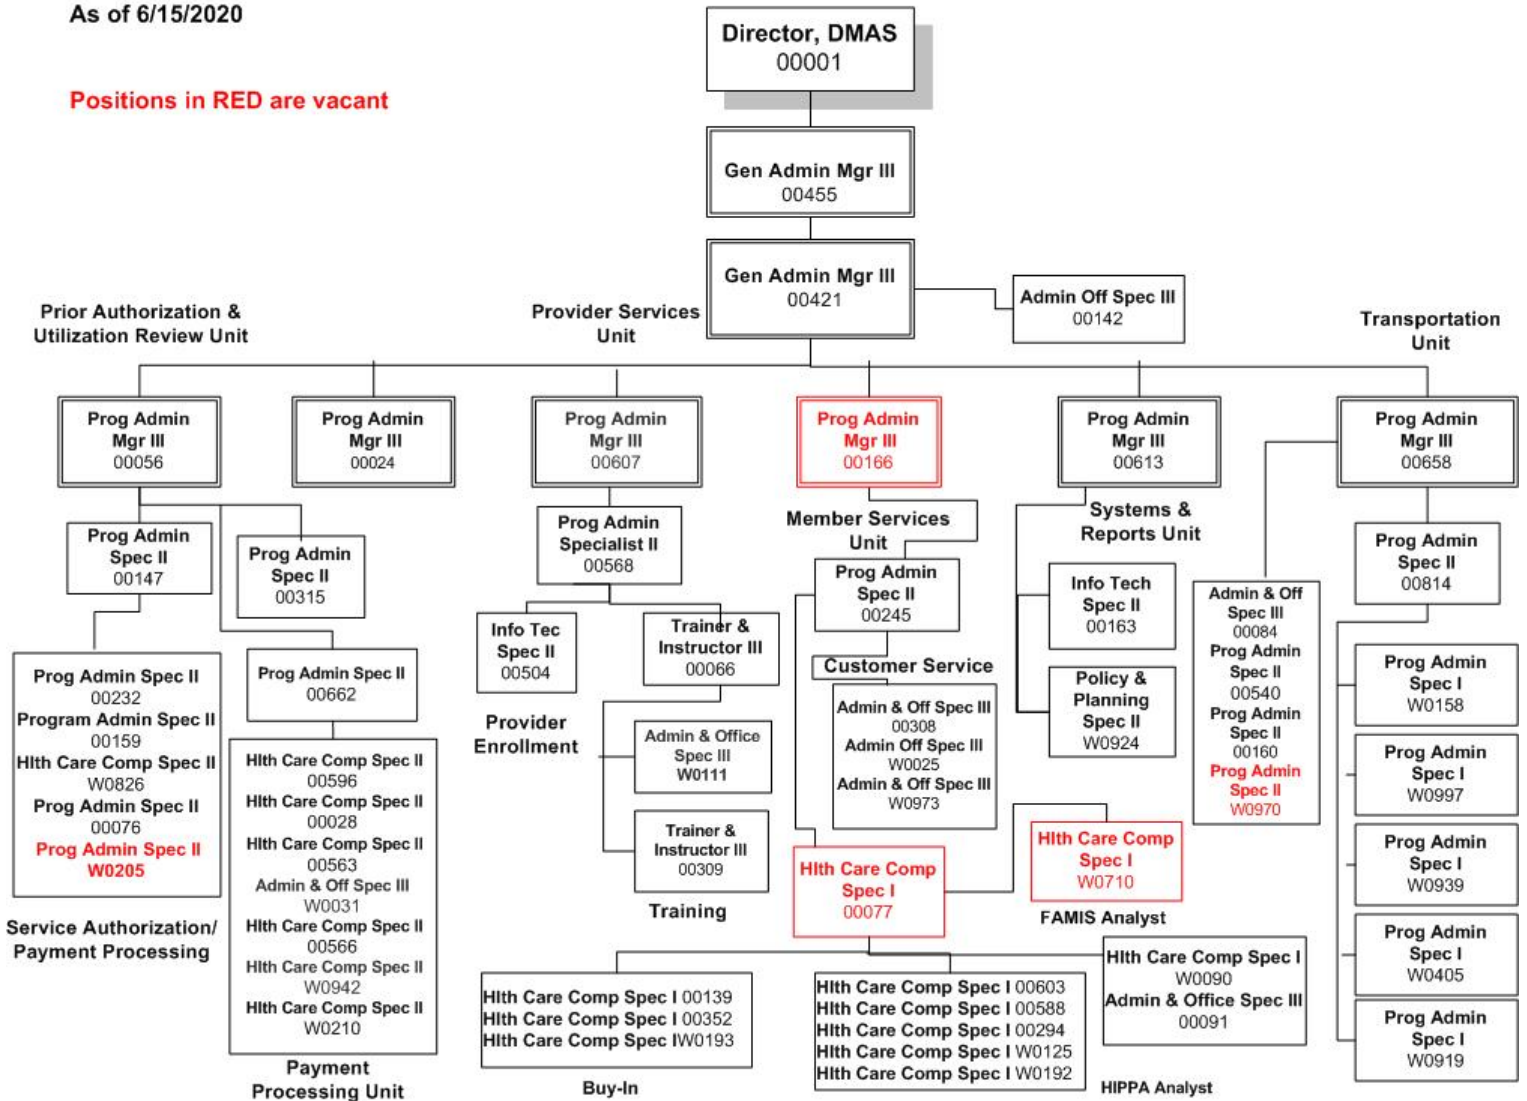 As of 6/15/2020
Positions in RED are vacant
Director, DMAS
00001
Gen Admin Mgr III
00455
Gen Admin Mgr III
00421
Admin Off Spec III
00142
Prior Authorization &
Utilization Review Unit
Provider Services
Unit
Transportation
Unit
Prog Admin
Mgr III
00056
Prog Admin
Mgr III
00024
Prog Admin
Mgr III
00607
Prog Admin
Mgr III
00166
Prog Admin
Mgr III
00613
Prog Admin
Mgr III
00658
Prog Admin
Spec II
00147
Prog Admin
Spec II
00315
Prog Admin Spec II
00232
Program Admin Spec II
00159
Hlth Care Comp Spec II
W0826
Prog Admin Spec II
00076
Prog Admin Spec II
W0205
Service Authorization/
Payment Processing
Prog Admin Spec II
00662
Hlth Care Comp Spec II
00596
Hlth Care Comp Spec II
00028
Hlth Care Comp Spec II
00563
Admin & Off Spec III
W0031
Hlth Care Comp Spec II
00566
Hlth Care Comp Spec II
W0942
Hlth Care Comp Spec II
W0210
Payment
Processing Unit
Prog Admin
Specialist II
00568
Info Tec
Spec II
00504
Provider
Enrollment
Trainer &
Instructor III
00066
Admin & Office
Spec III
W0111
Trainer &
Instructor III
00309
Training
Member Services
Unit
Prog Admin
Spec II
00245
Customer Service
Admin & Off Spec III
00308
Admin Off Spec III
W0025
Admin & Off Spec III
W0973
Hlth Care Comp
Spec I
00077
Hlth Care Comp
Spec I
W0710
FAMIS Analyst
Hlth Care Comp Spec I 00139
Hlth Care Comp Spec I 00352
Hlth Care Comp Spec IW0193
Buy-In
Hlth Care Comp Spec I 00603
Hlth Care Comp Spec I 00588
Hlth Care Comp Spec I 00294
Hlth Care Comp Spec I W0125
Hlth Care Comp Spec I W0192
Hlth Care Comp Spec I
W0090
Admin & Office Spec III
00091
HIPPA Analyst
Systems &
Reports Unit
Info Tech
Spec II
00163
Policy &
Planning
Spec II
W0924
Admin & Off
Spec III
00084
Prog Admin
Spec II
00540
Prog Admin
Spec II
00160
Prog Admin
Spec II
W0970
Prog Admin
Spec II
00814
Prog Admin
Spec I
W0158
Prog Admin
Spec I
W0997
Prog Admin
Spec I
W0939
Prog Admin
Spec I
W0405
Prog Admin
Spec I
W0919